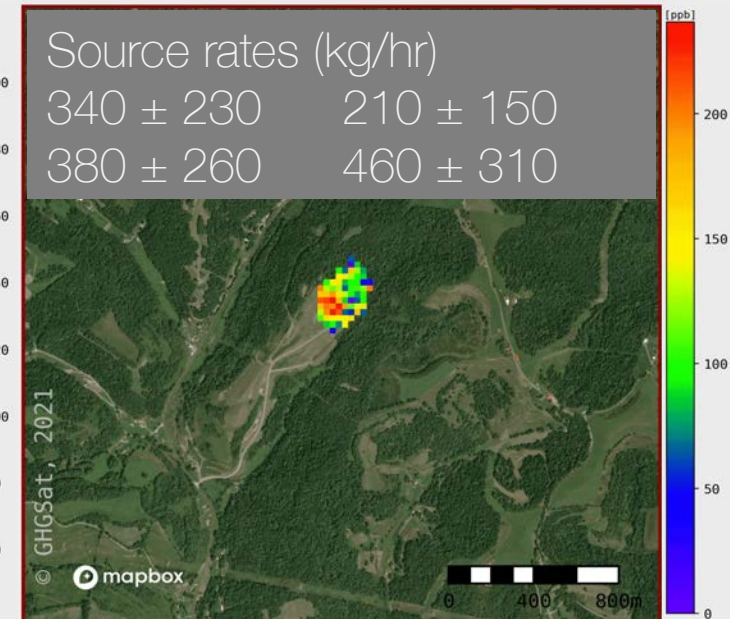 [ppb]
Source rates (kg/hr)
340 ± 230 210 ± 150
380 ± 260 460 ± 310
200
150
100
50
0
© GHGSat, 2021
mapbox
0 400 800m